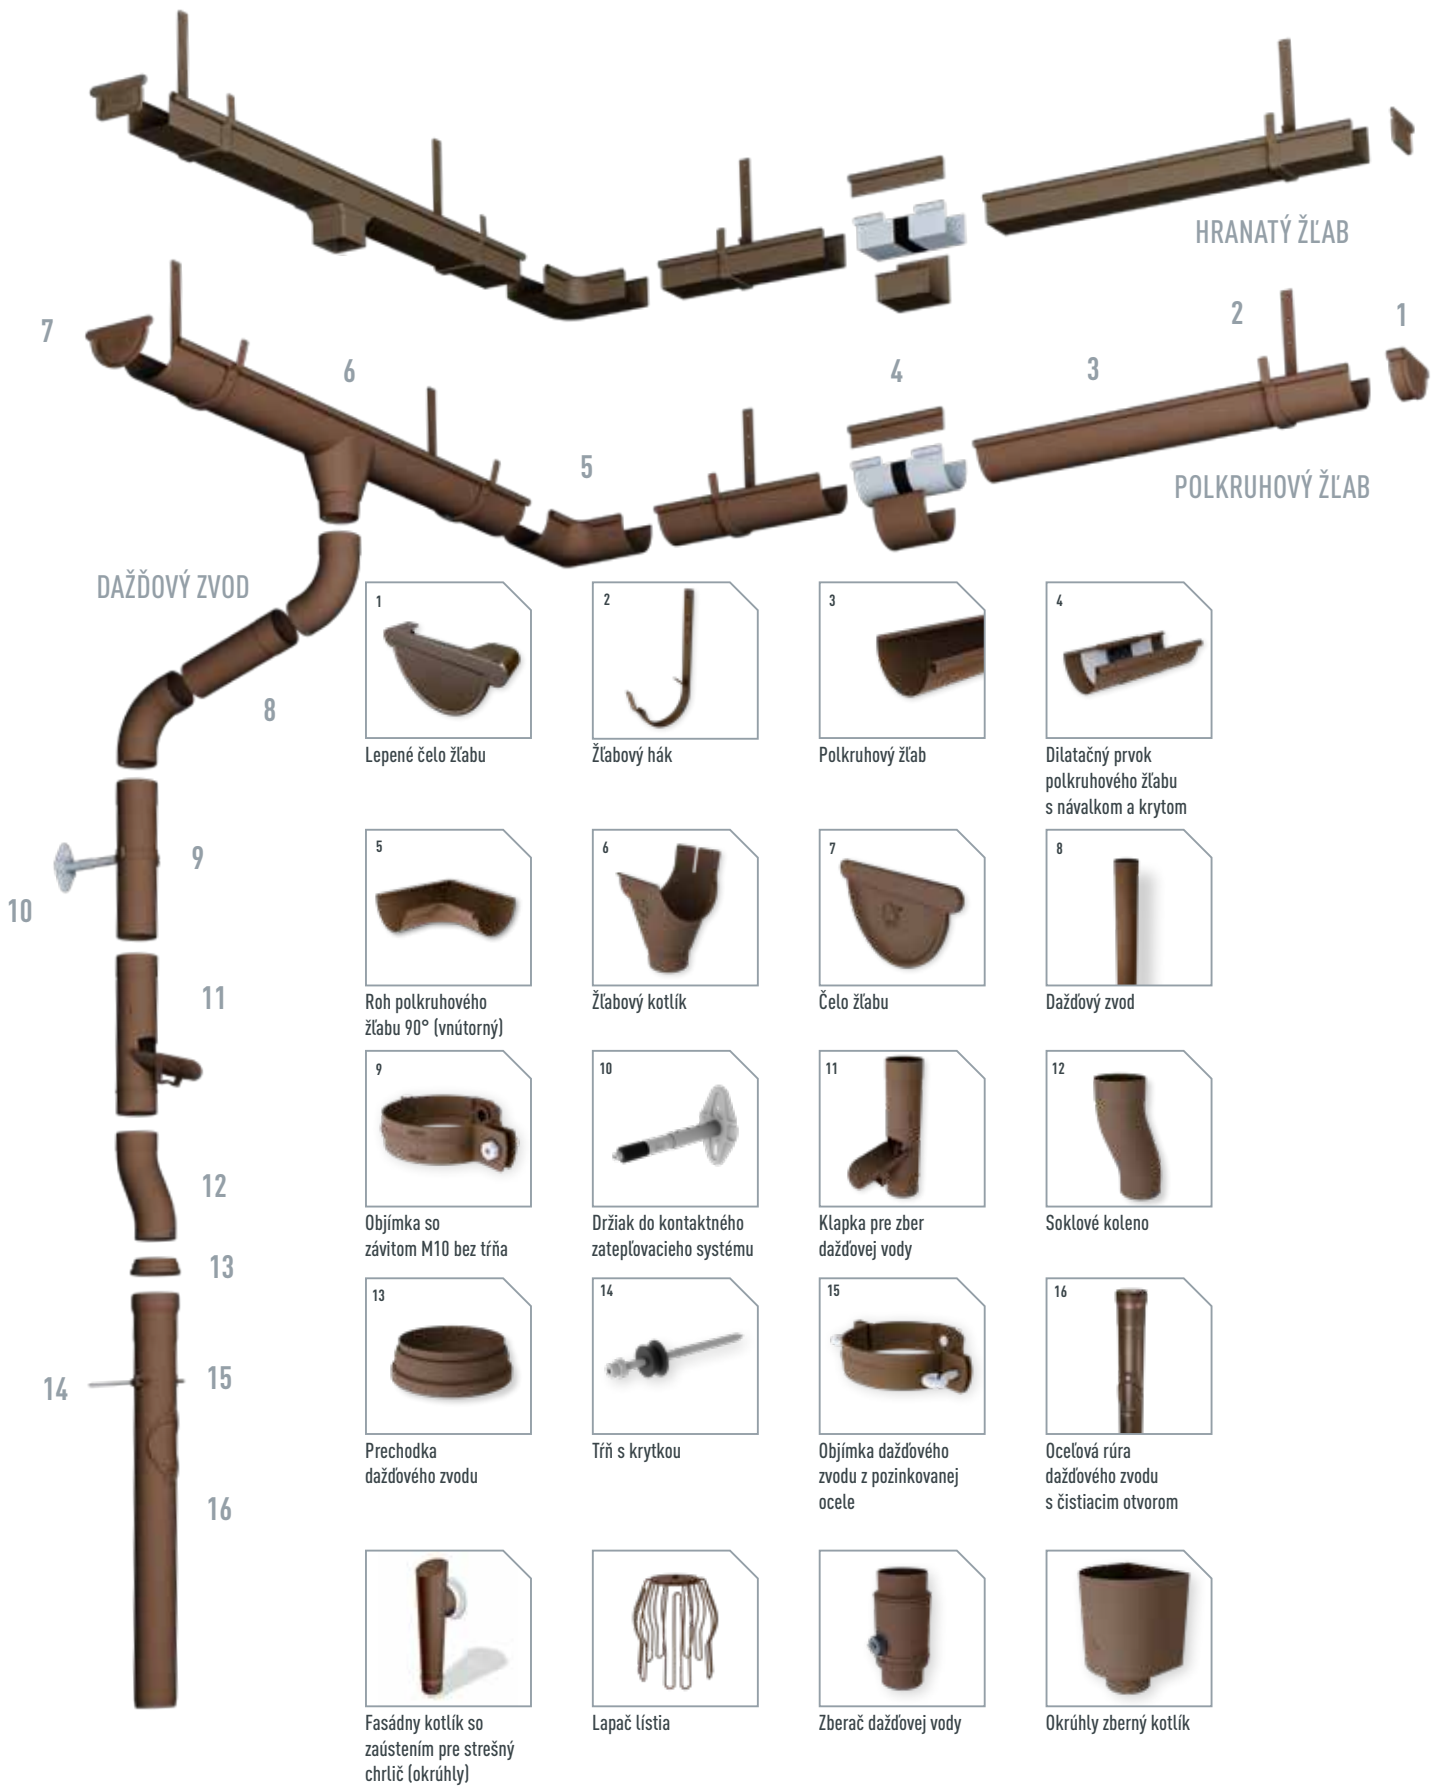 HRANATÝ ŽĽAB
7
6
5
4
3
2
1
POLKRUHOVÝ ŽĽAB
DAŽĎOVÝ ZVOD
8
9
10
11
12
13
14
15
16
1
Lepené čelo žľabu
2
Žľabový hák
3
Polkruhový žľab
4
Dilatačný prvok
polkruhového žľabu
s návalkom a krytom
5
Roh polkruhového
žľabu 90° (vnútorný)
6
Žľabový kotlík
7
Čelo žľabu
8
Dažďový zvod
9
Objímka so
závitom M10 bez tŕňa
10
Držiak do kontaktného
zatepľovacieho systému
11
Klapka pre zber
dažďovej vody
12
Soklové koleno
13
Prechodka
dažďového zvodu
14
Tŕň s krytkou
15
Objímka dažďového
zvodu z pozinkovanej
ocele
16
Oceľová rúra
dažďového zvodu
s čistiacim otvorom
Fasádny kotlík so
zaústením pre strešný
chrlič (okrúhly)
Lapač lístia
Zberač dažďovej vody
Okrúhly zberný kotlík